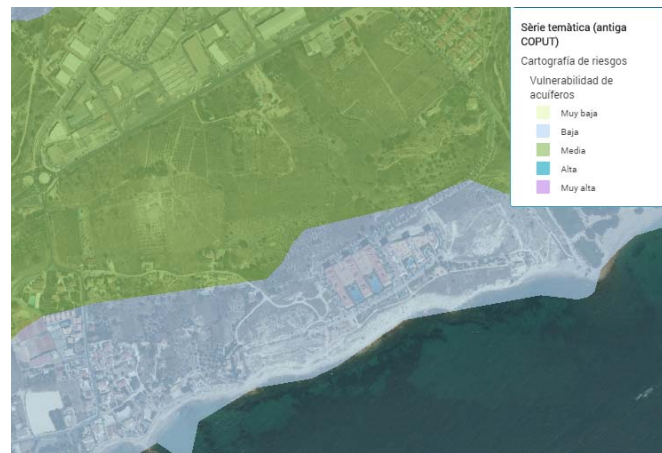 Sèrie temàtica (antiga
COPUT)
Cartografía de riesgos
Vulnerabilidad de
acuíferos
Muy baja
Baja
Media
Alta
Muy alta